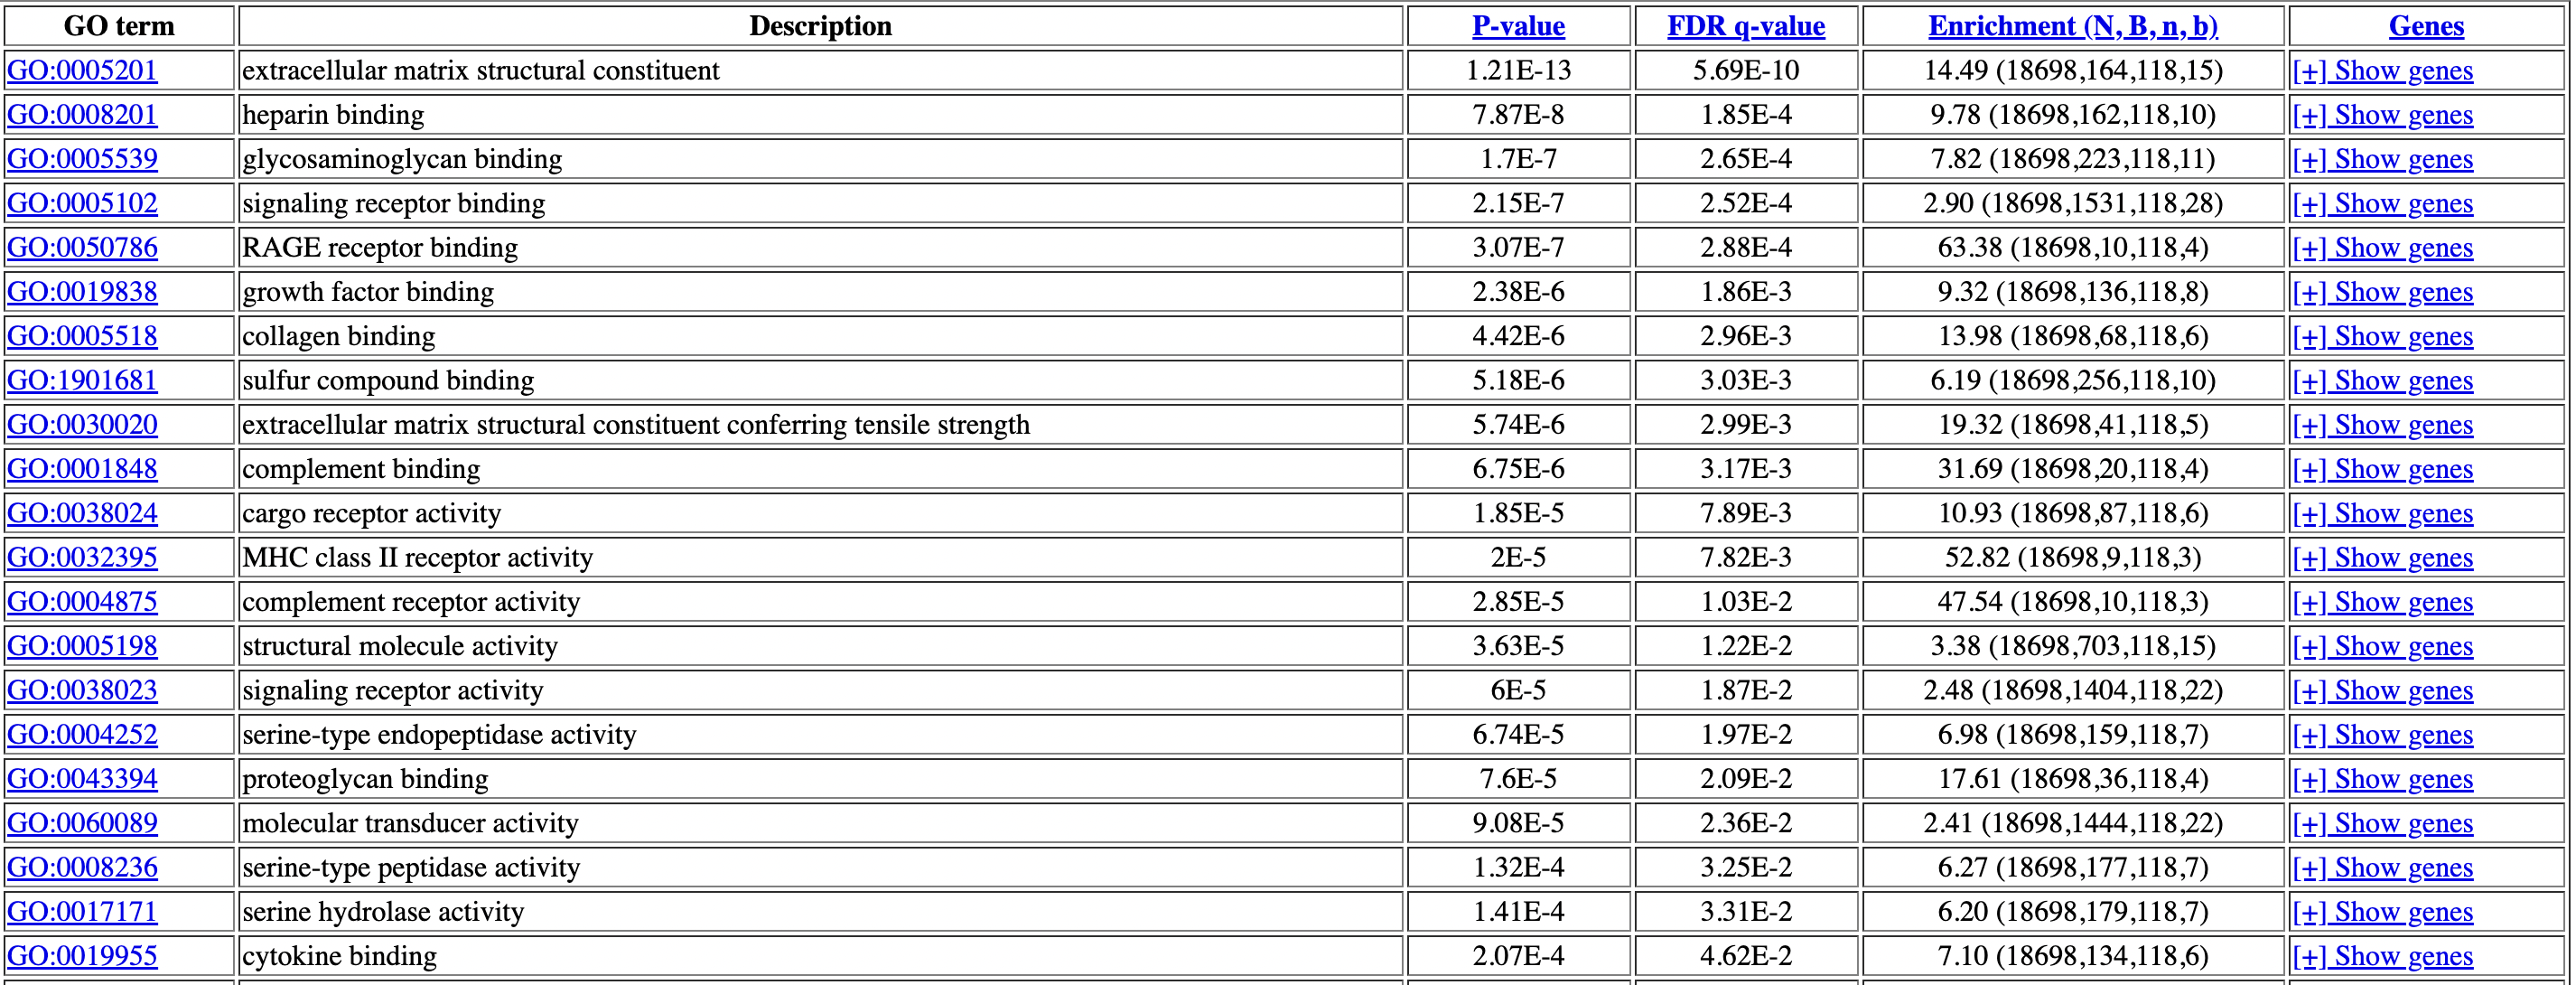 GO term Description P-value FDR q-value Enrichment (N, B, n, b) Genes
GO:0005201 extracellular matrix structural constituent 1.21E-13 5.69E-10 14.49 (18698,164,118,15) [+] Show genes
GO:0008201 heparin binding 7.87E-8 1.85E-4 9.78 (18698,162,118,10) [+] Show genes
GO:0005539 glycosaminoglycan binding 1.7E-7 2.65E-4 7.82 (18698,223,118,11) [+] Show genes
GO:0005102 signaling receptor binding 2.15E-7 2.52E-4 2.90 (18698,1531,118,28) [+] Show genes
GO:0050786 RAGE receptor binding 3.07E-7 2.88E-4 63.38 (18698,10,118,4) [+] Show genes
GO:0019838 growth factor binding 2.38E-6 1.86E-3 9.32 (18698,136,118,8) [+] Show genes
GO:0005518 collagen binding 4.42E-6 2.96E-3 13.98 (18698,68,118,6) [+] Show genes
GO:1901681 sulfur compound binding 5.18E-6 3.03E-3 6.19 (18698,256,118,10) [+] Show genes
GO:0030020 extracellular matrix structural constituent conferring tensile strength 5.74E-6 2.99E-3 19.32 (18698,41,118,5) [+] Show genes
GO:0001848 complement binding 6.75E-6 3.17E-3 31.69 (18698,20,118,4) [+] Show genes
GO:0038024 cargo receptor activity 1.85E-5 7.89E-3 10.93 (18698,87,118,6) [+] Show genes
GO:0032395 MHC class II receptor activity 2E-5 7.82E-3 52.82 (18698,9,118,3) [+] Show genes
GO:0004875 complement receptor activity 2.85E-5 1.03E-2 47.54 (18698,10,118,3) [+] Show genes
GO:0005198 structural molecule activity 3.63E-5 1.22E-2 3.38 (18698,703,118,15) [+] Show genes
GO:0038023 signaling receptor activity 6E-5 1.87E-2 2.48 (18698,1404,118,22) [+] Show genes
GO:0004252 serine-type endopeptidase activity 6.74E-5 1.97E-2 6.98 (18698,159,118,7) [+] Show genes
GO:0043394 proteoglycan binding 7.6E-5 2.09E-2 17.61 (18698,36,118,4) [+] Show genes
GO:0060089 molecular transducer activity 9.08E-5 2.36E-2 2.41 (18698,1444,118,22) [+] Show genes
GO:0008236 serine-type peptidase activity 1.32E-4 3.25E-2 6.27 (18698,177,118,7) [+] Show genes
GO:0017171 serine hydrolase activity 1.41E-4 3.31E-2 6.20 (18698,179,118,7) [+] Show genes
GO:0019955 cytokine binding 2.07E-4 4.62E-2 7.10 (18698,134,118,6) [+] Show genes